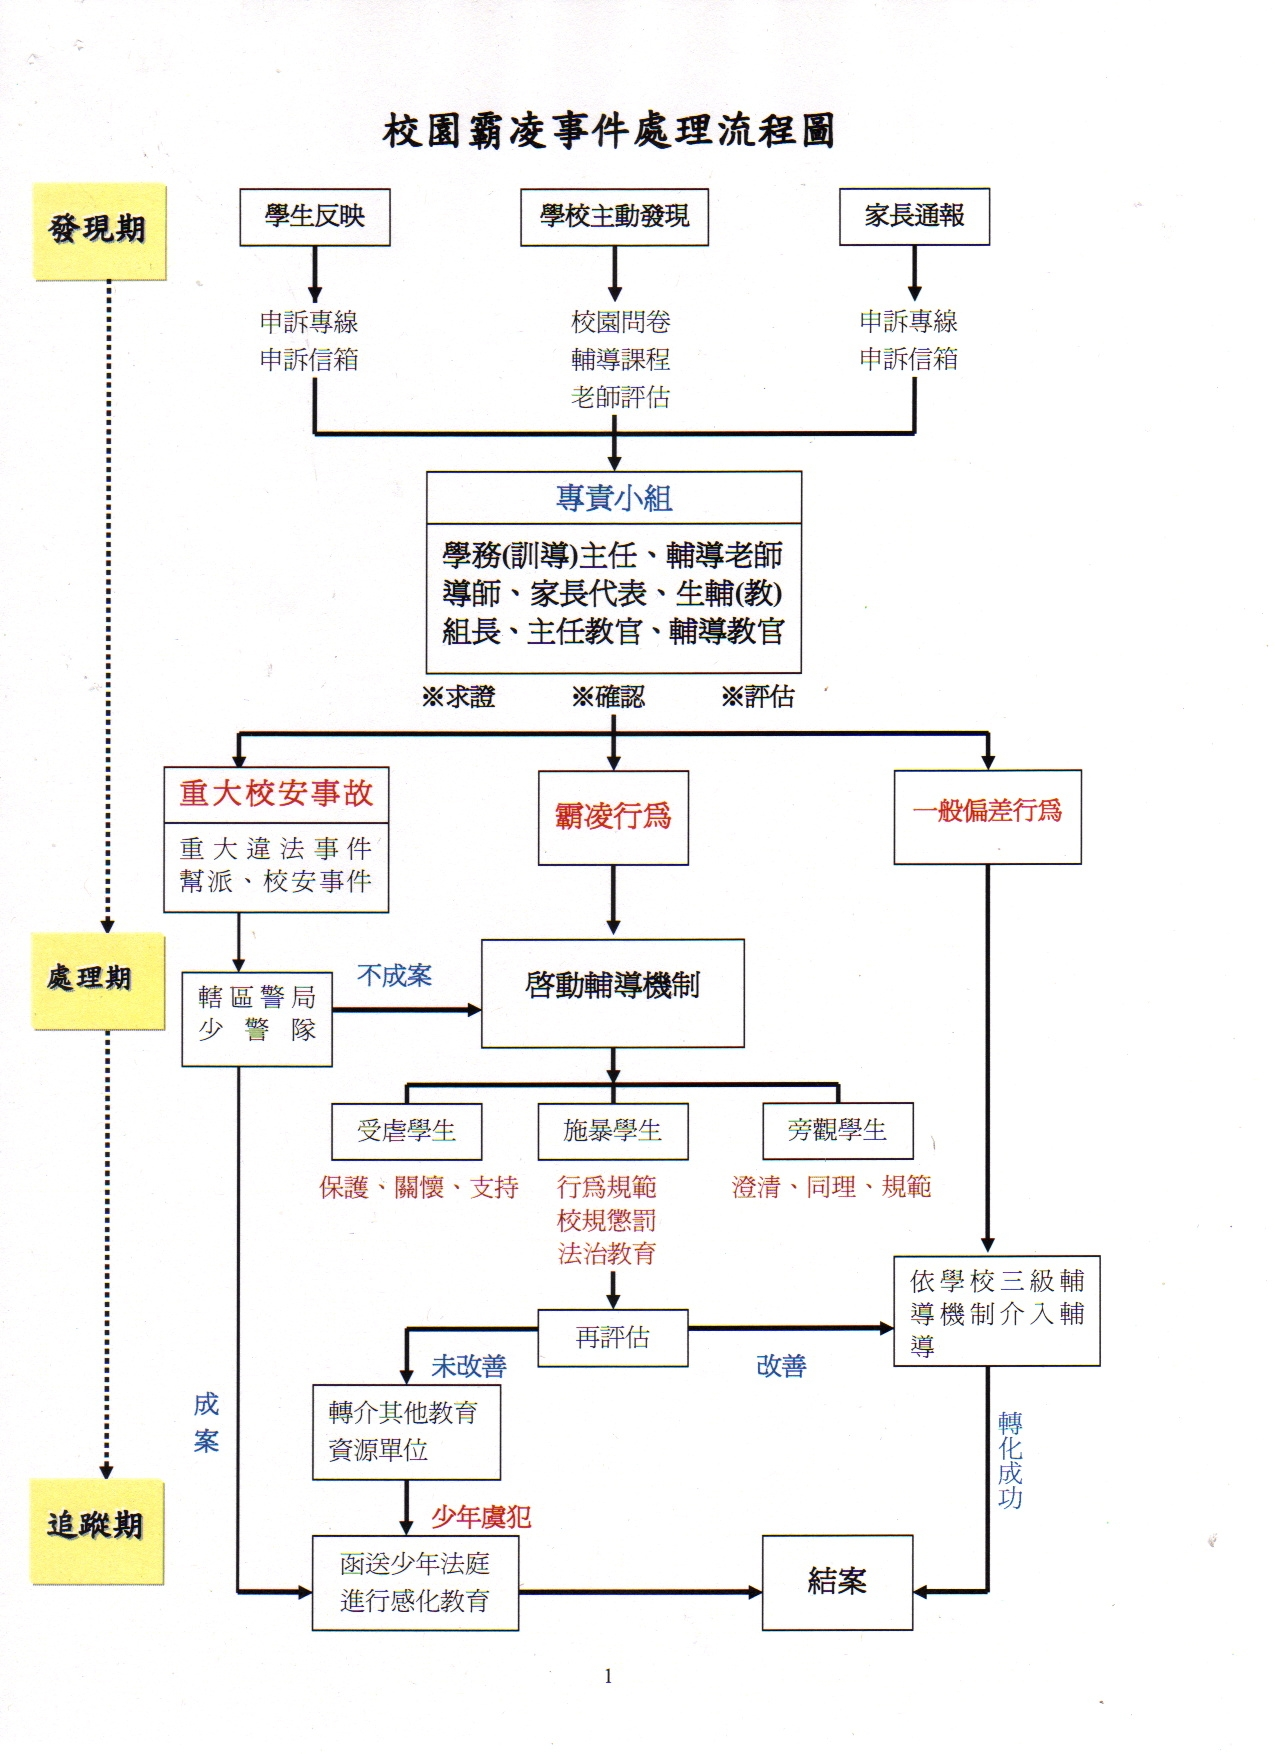 校園霸凌事件處理流程圖
發現期
學生反映
學校主動發現
家長通報
申訴專線
申訴信箱
校園問卷
輔導課程
老師評估
申訴專線
申訴信箱
專責小組
學務(訓導)主任、輔導老師
導師、家長代表、生輔(教)
組長、主任教官、輔導教官
※求證
※確認
※評估
重大校安事故
重大違法事件
幫派、校安事件
霸凌行為
一般偏差行為
處理期
轄區警局
少警隊
不成案
啓動輔導機制
受虐學生
施暴學生
旁觀學生
保護、關懷、支持
行為規範
校規懲罰
法治教育
澄清、同理、規範
依學校三級輔
導機制介入輔
導
再評估
未改善
改善
成案
轉介其他教育
資源單位
轉化成功
追蹤期
少年虞犯
函送少年法庭
進行感化教育
結案
1